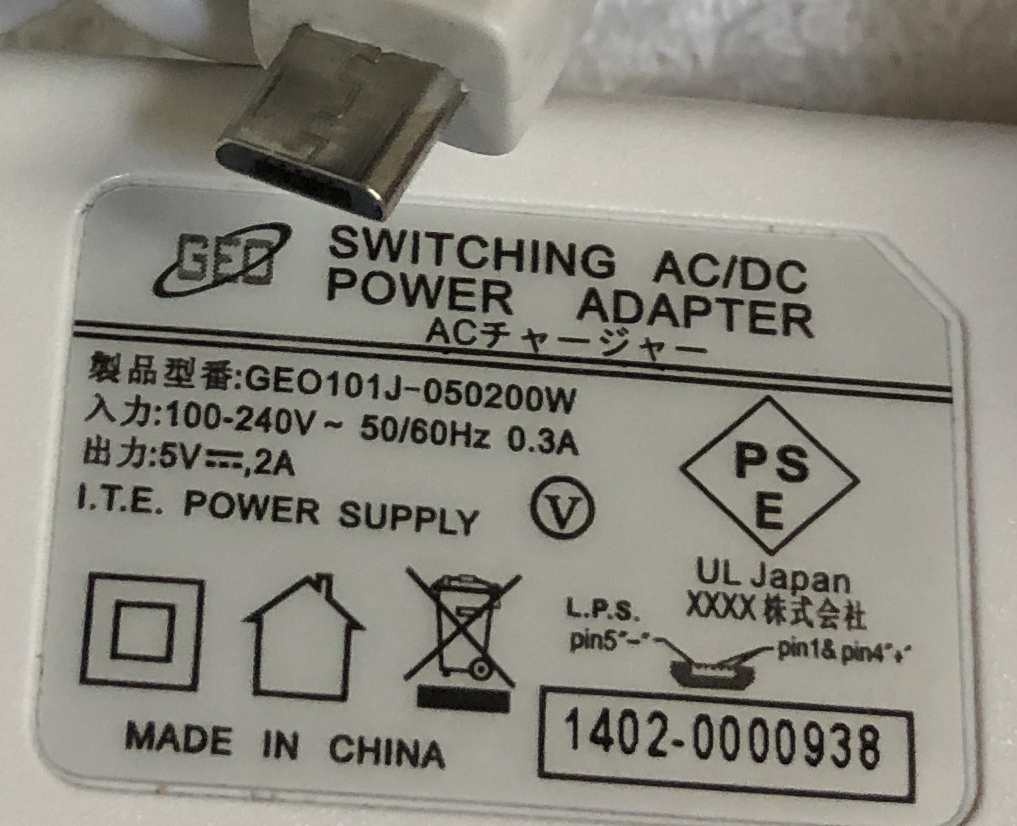 GEO
SWITCHING AC/DC
POWER ADAPTER
ACチャージャー
製品型番:GEO101J-050200W
入力:100-240V~ 50/60Hz 0.3A
出力:5V⎓,2A
I.T.E. POWER SUPPLY
V
PS
E
UL Japan
XXXX株式会社
L.P.S.
pin5"-"
pin1& pin4"+"
MADE IN CHINA
1402-0000938